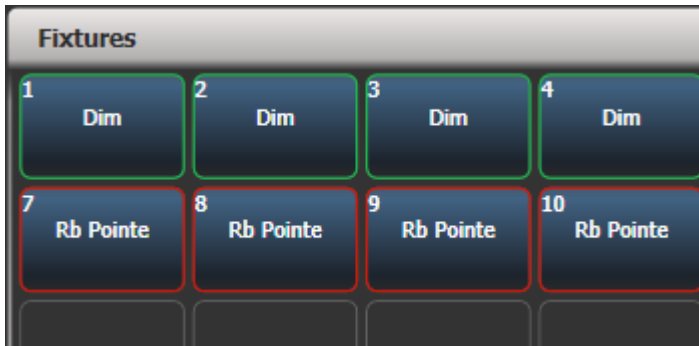 Fixtures
1 2 3 4
Dim Dim Dim Dim
7 8 9 10
Rb Pointe Rb Pointe Rb Pointe Rb Pointe